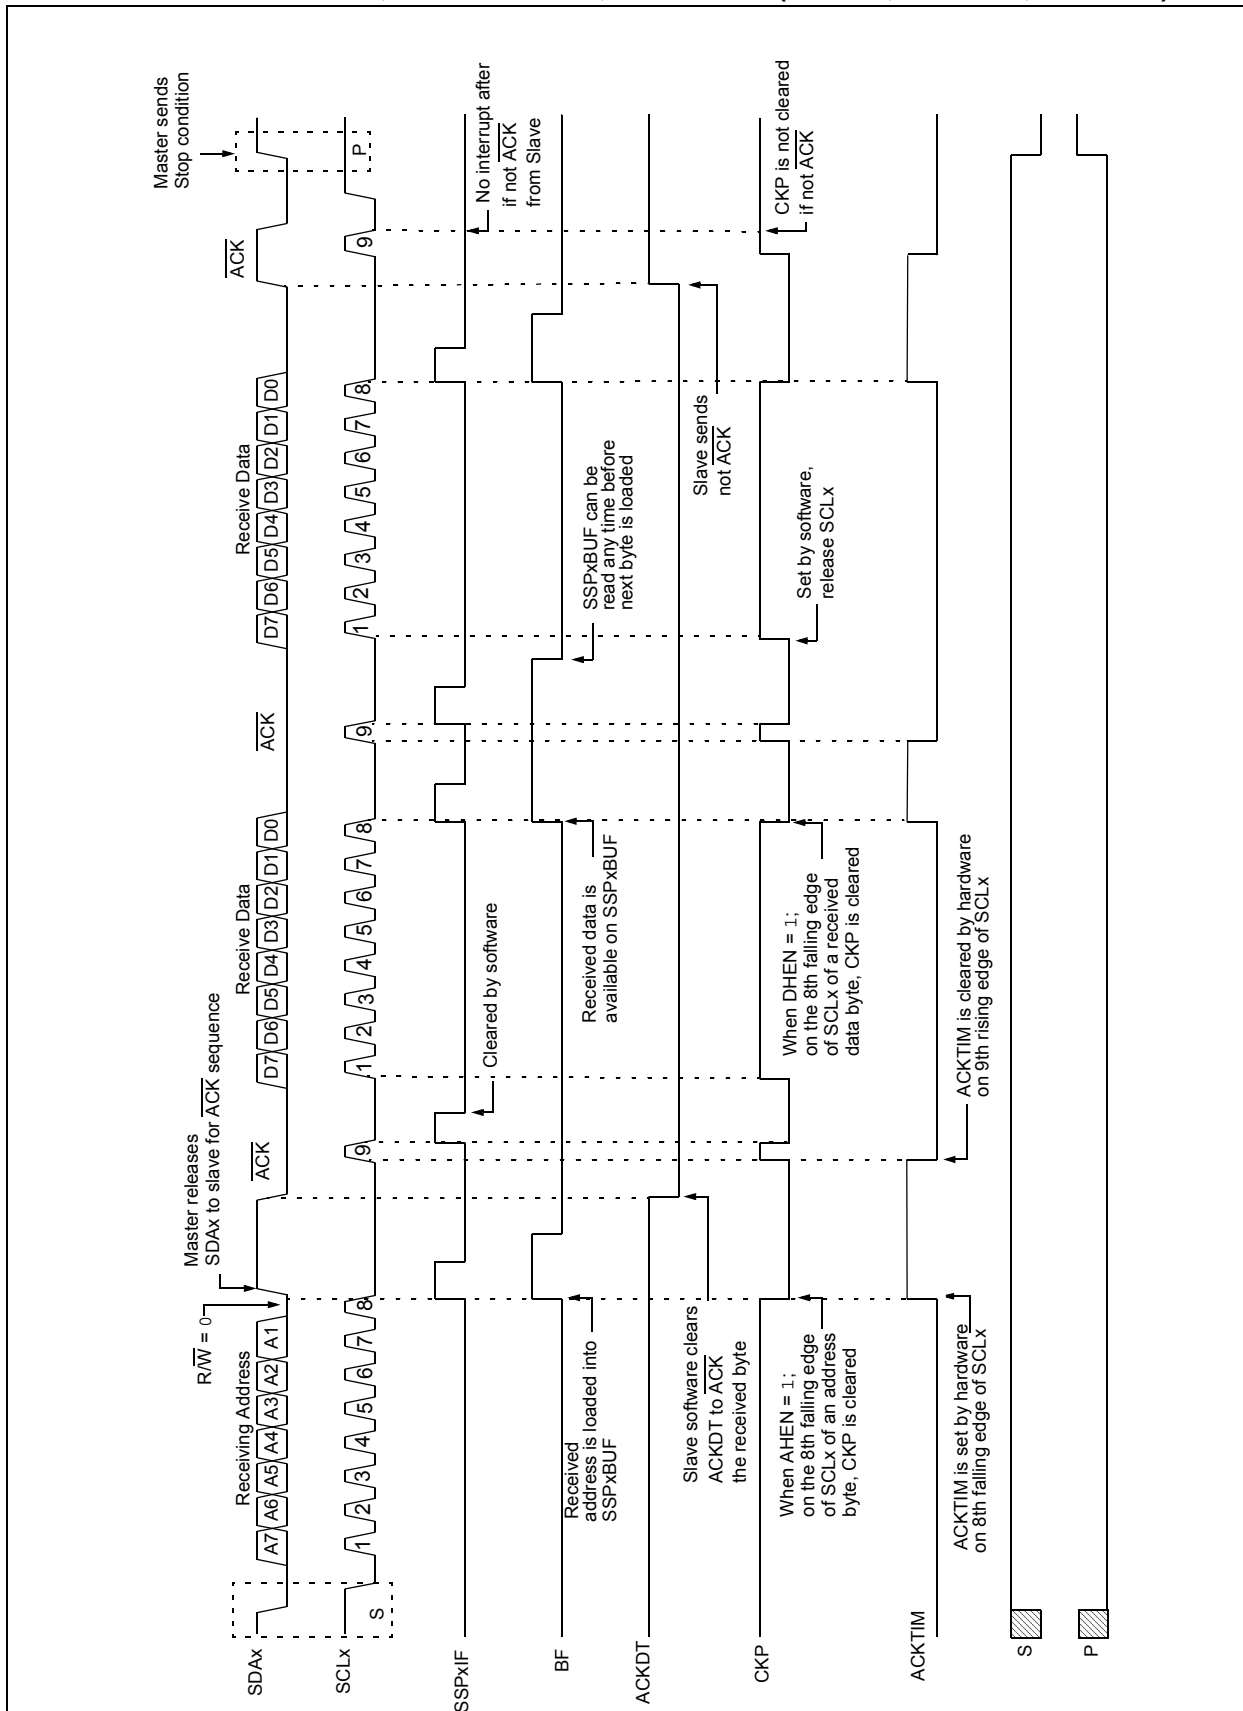 Master sends
Stop condition
Master releases
SDAx to slave for ACK sequence
R/W = 0
Receiving Address
ACK
Receive Data
ACK
Receive Data
ACK
SDAx
A7 A6 A5 A4 A3 A2 A1
D7 D6 D5 D4 D3 D2 D1 D0
D7 D6 D5 D4 D3 D2 D1 D0
SCLx
S
1 2 3 4 5 6 7 8 9
1 2 3 4 5 6 7 8 9
1 2 3 4 5 6 7 8 9
P
SSPxIF
Cleared by software
No interrupt after
if not ACK
from Slave
BF
Received
address is loaded into
SSPxBUF
Received data is
available on SSPxBUF
SSPxBUF can be
read any time before
next byte is loaded
ACKDT
Slave software clears
ACKDT to ACK
the received byte
Slave sends
not ACK
CKP
When AHEN = 1;
on the 8th falling edge
of SCLx of an address
byte, CKP is cleared
When DHEN = 1;
on the 8th falling edge
of SCLx of a received
data byte, CKP is cleared
Set by software,
release SCLx
CKP is not cleared
if not ACK
ACKTIM
ACKTIM is set by hardware
on 8th falling edge of SCLx
ACKTIM is cleared by hardware
on 9th rising edge of SCLx
S
P